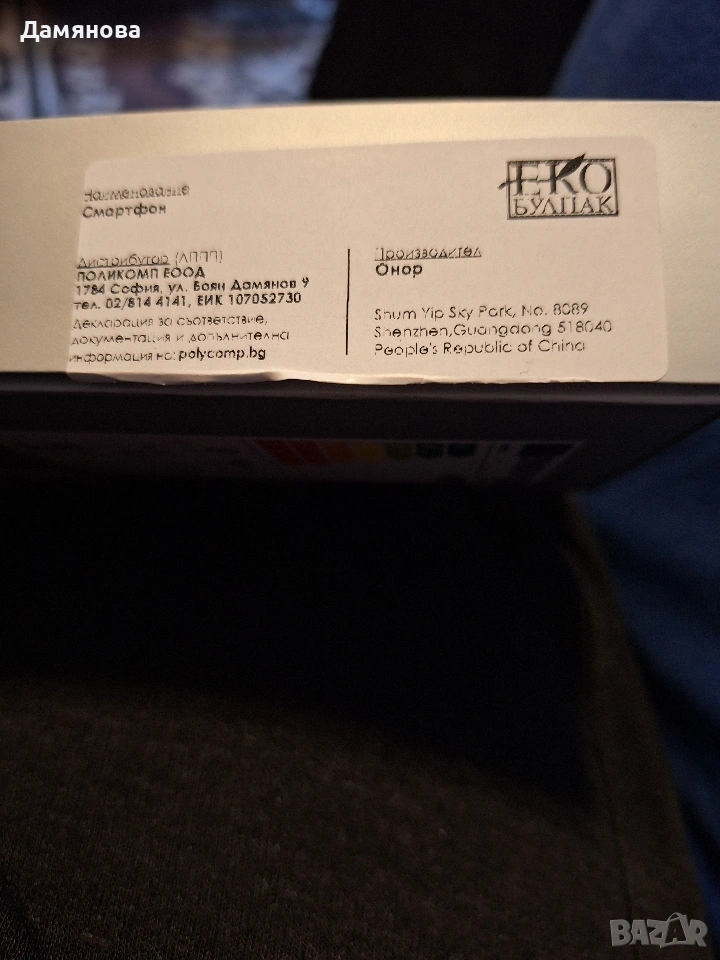 Дамянова
Наименование
Смартфон
ЕКО
БУЛПАК
Дистрибутор (ЛППП)
ПОЛИКОМП ЕООД
1784 София, ул. Боян Дамянов 9
тел. 02/814 4141, ЕИК 107052730
Декларация за съответствие,
документация и допълнителна
информация на: polycomp.bg
Производител
Онор
Shum Yip Sky Park, No. 8089
Shenzhen, Guangdong 518040
People's Republic of China
BAZAR